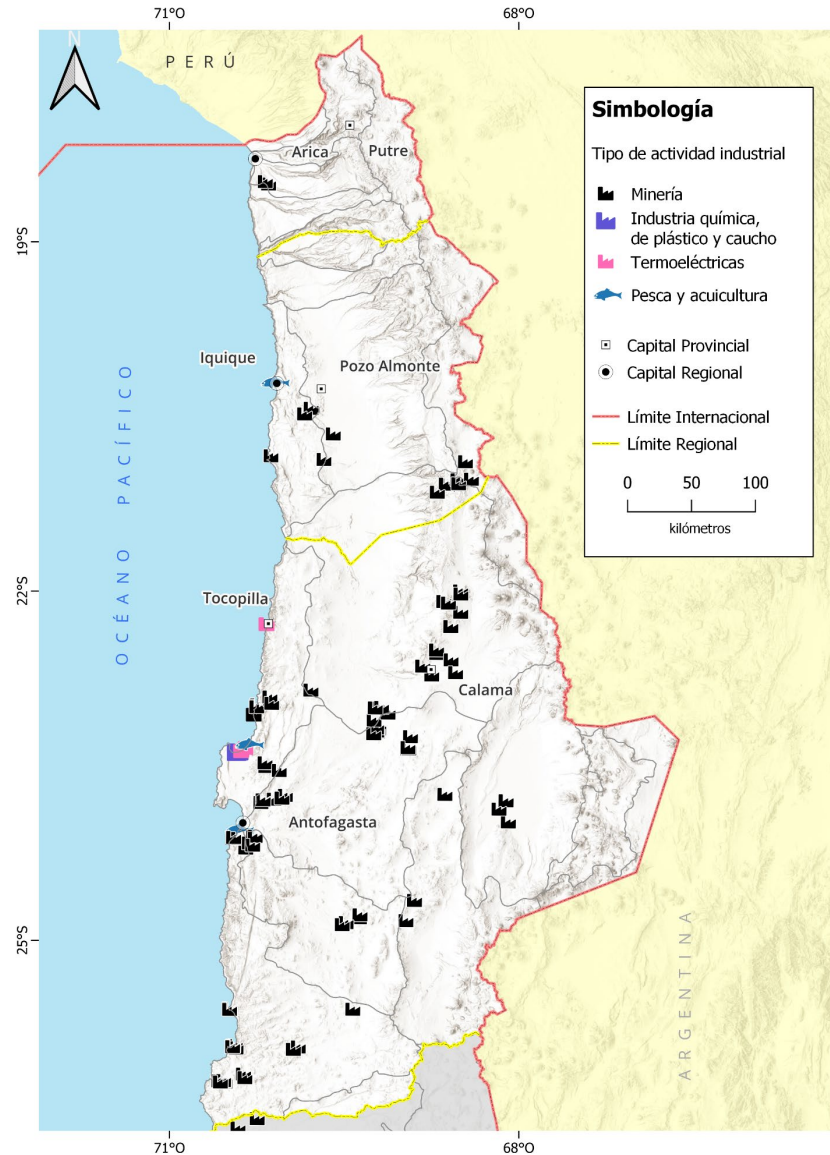 71°O
68°O
N
PERÚ
Simbología
Tipo de actividad industrial
Minería
Industria química,
de plástico y caucho
Termoeléctricas
Pesca y acuicultura
Capital Provincial
Capital Regional
Límite Internacional
Límite Regional
0 50 100
kilómetros
Arica
Putre
19°S
Iquique
Pozo Almonte
OCÉANO PACÍFICO
22°S
Tocopilla
Calama
Antofagasta
25°S
ARGENTINA
71°O
68°O